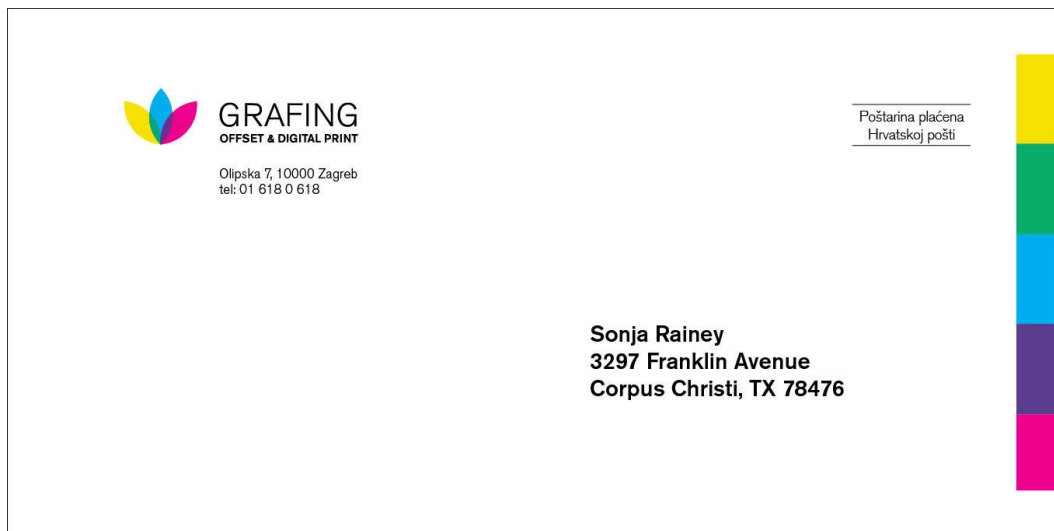 GRAFING
OFFSET & DIGITAL PRINT
Olipska 7, 10000 Zagreb
tel: 01 618 0 618
Poštarina plaćena
Hrvatskoj pošti
Sonja Rainey
3297 Franklin Avenue
Corpus Christi, TX 78476